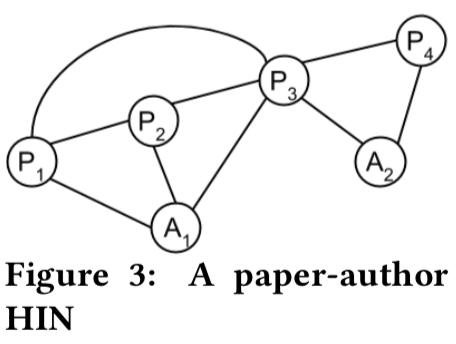 P4
P3
P2
P1
A2
A1
Figure 3: A paper-author
HIN